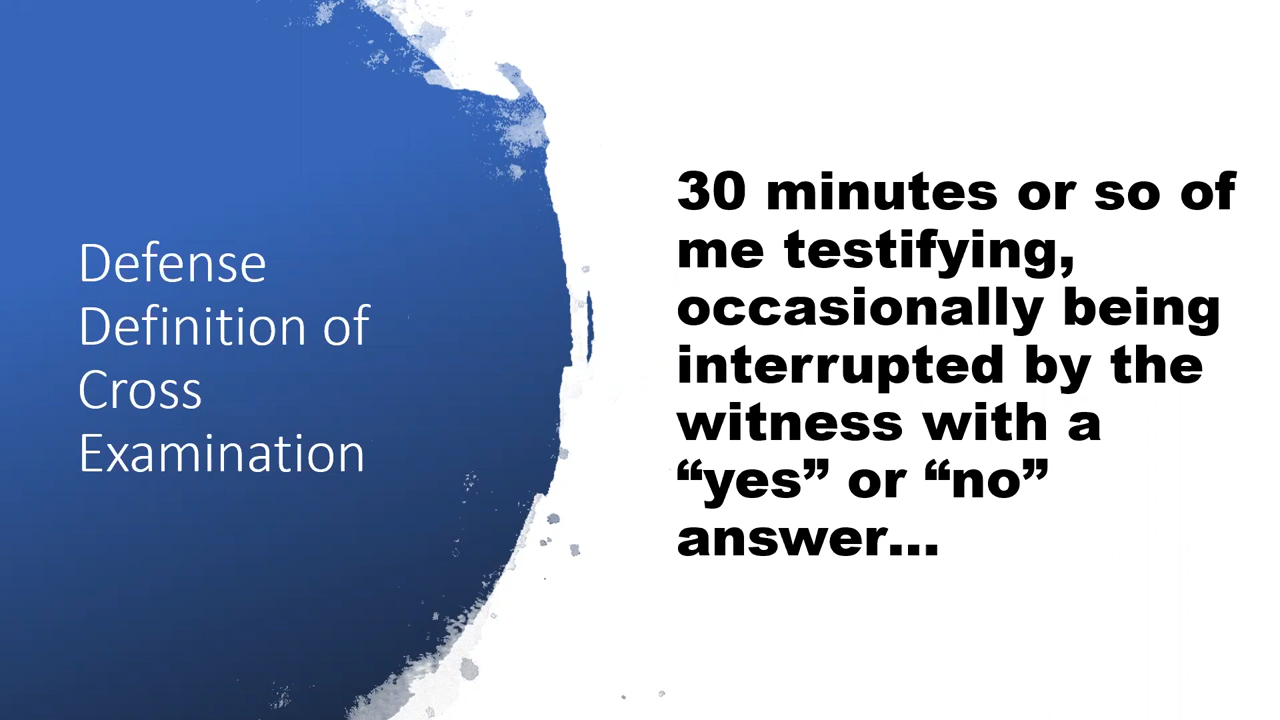 Defense
Definition of
Cross
Examination
30 minutes or so of
me testifying,
occasionally being
interrupted by the
witness with a
“yes” or “no”
answer…